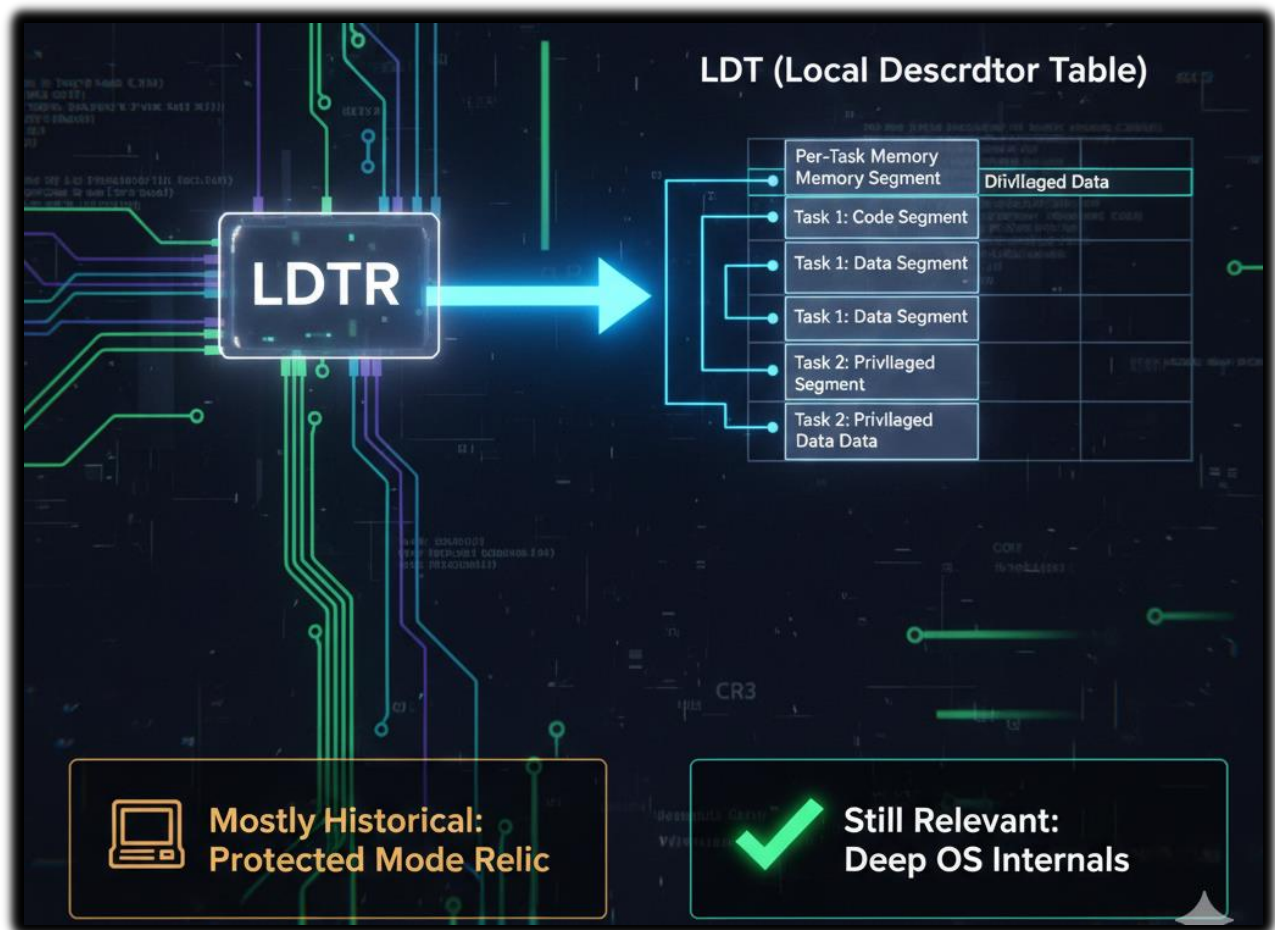 LDT (Local Descrdtor Table)
Per-Task Memory
Memory Segment
Divllaged Data
Task 1: Code Segment
Task 1: Data Segment
Task 1: Data Segment
Task 2: Privllaged
Segment
Task 2: Privllaged
Data Data
LDTR
CR3
Mostly Historical:
Protected Mode Relic
Still Relevant:
Deep OS Internals